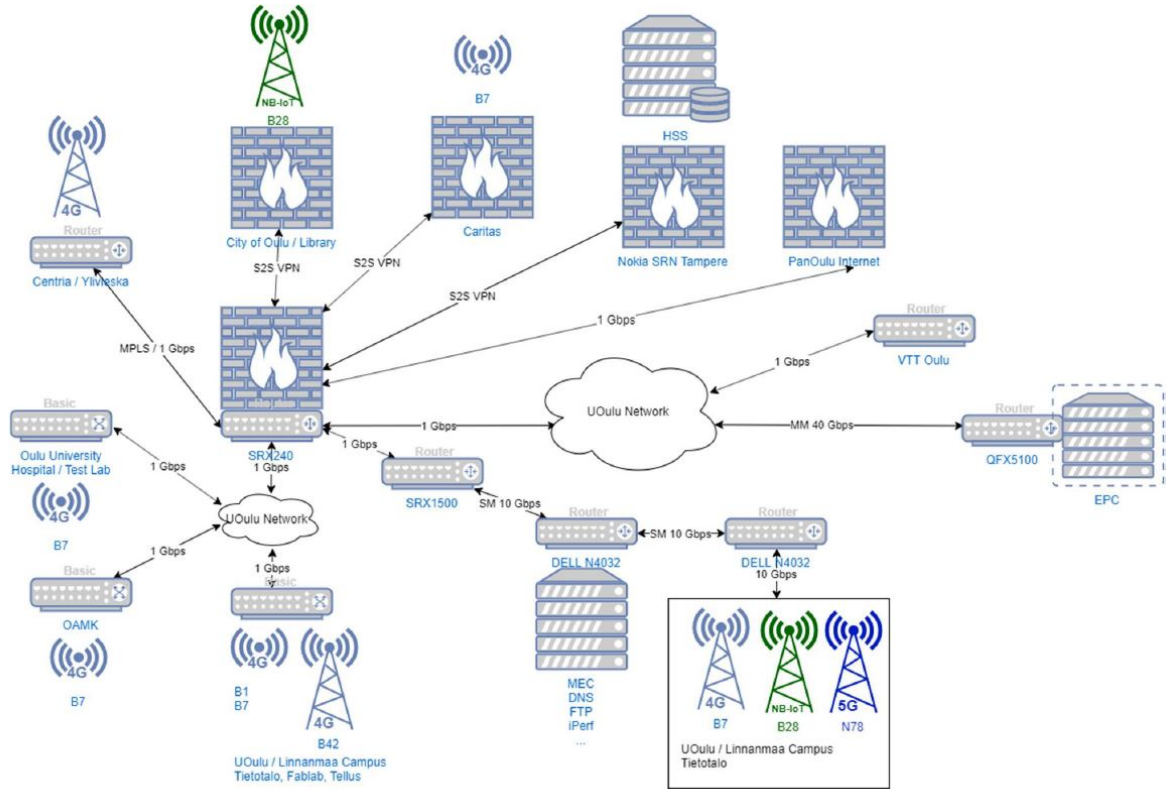 NB-IoT
B28
4G
B7
HSS
4G
Router
Centria / Ylivieska
City of Oulu / Library
Caritas
Nokia SRN Tampere
PanOulu Internet
S2S VPN
S2S VPN
S2S VPN
1 Gbps
MPLS / 1 Gbps
Router
VTT Oulu
1 Gbps
UOulu Network
MM 40 Gbps
Router
QFX5100
EPC
SRX240
1 Gbps
1 Gbps
1 Gbps
Router
SRX1500
SM 10 Gbps
Basic
Oulu University
Hospital / Test Lab
1 Gbps
4G
B7
UOulu Network
1 Gbps
Basic
OAMK
4G
B7
1 Gbps
Basic
4G
B1
B7
4G
B42
UOulu / Linnanmaa Campus
Tietotalo, Fablab, Tellus
Router
DELL N4032
SM 10 Gbps
Router
DELL N4032
10 Gbps
MEC
DNS
FTP
iPerf
...
4G
B7
NB-IoT
B28
5G
N78
UOulu / Linnanmaa Campus
Tietotalo